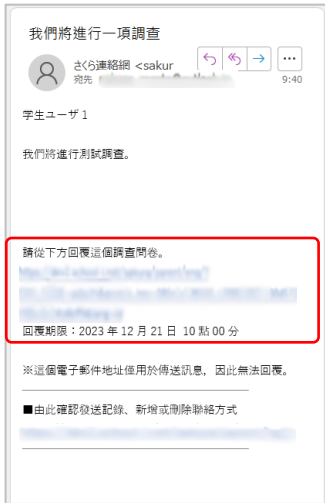 我們將進行一項調查
さくら連絡網 <sakur
宛先
9:40
学生ユーザ 1
我們將進行測試調查。
請從下方回覆這個調查問卷。
回覆期限：2023 年 12 月 21 日 10 點 00 分
※這個電子郵件地址僅用於傳送訊息，因此無法回覆。
■由此確認發送記錄、新增或刪除聯絡方式